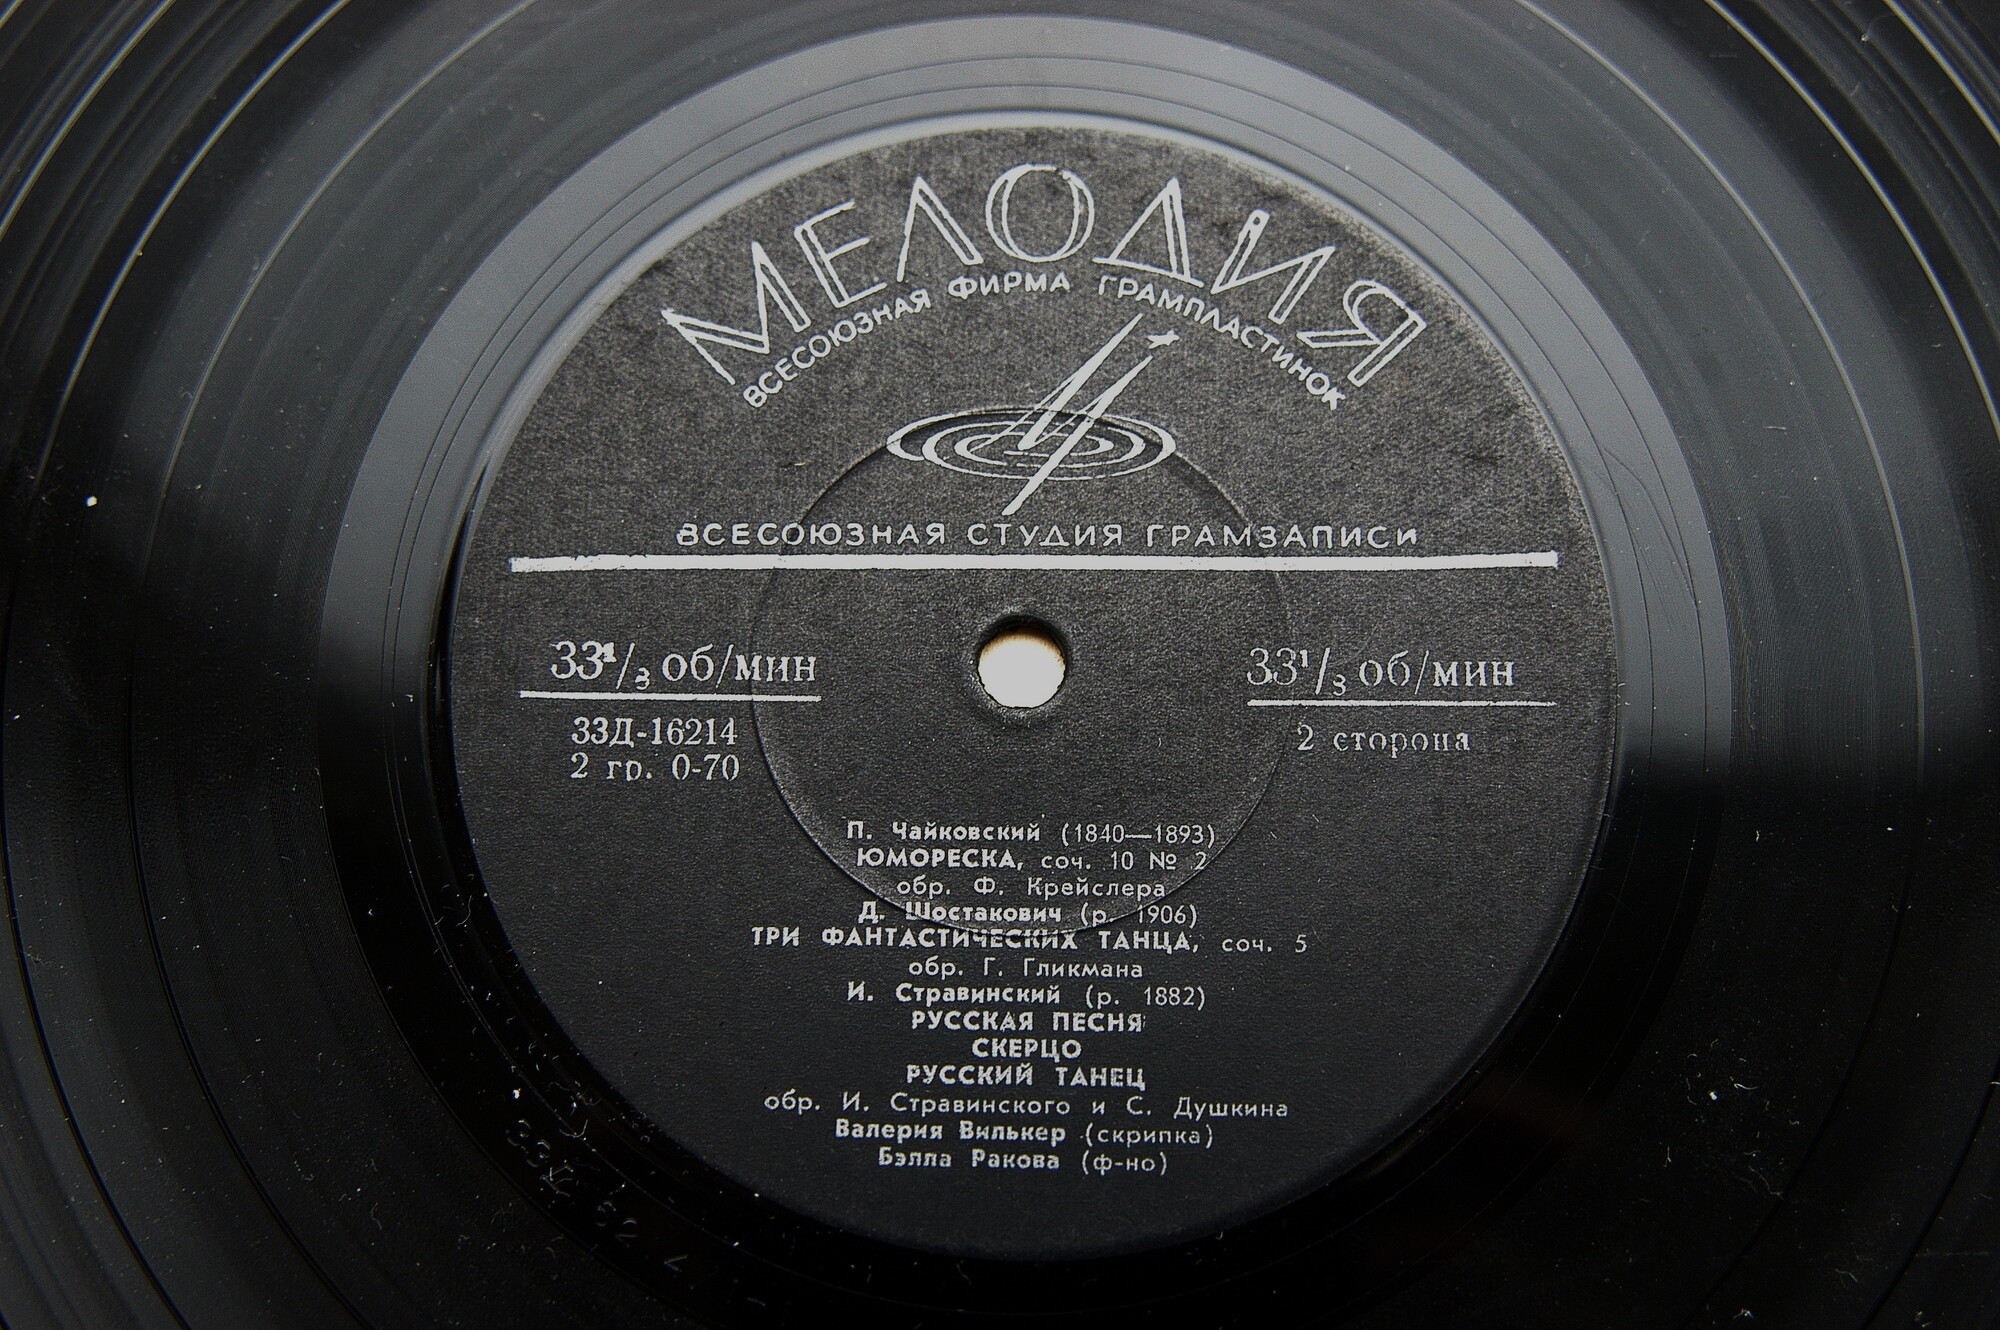 МЕЛОДИЯ
ВСЕСОЮЗНАЯ ФИРМА ГРАМПЛАСТИНОК
ВСЕСОЮЗНАЯ СТУДИЯ ГРАМЗАПИСИ
33¹/₃ об/мин
33¹/₃ об/мин
33Д-16214
2 гр. 0-70
2 сторона
П. Чайковский (1840—1893)
ЮМОРЕСКА, соч. 10 № 2
обр. Ф. Крейслера
Д. Шостакович (р. 1906)
ТРИ ФАНТАСТИЧЕСКИХ ТАНЦА, соч. 5
обр. Г. Гликмана
И. Стравинский (р. 1882)
РУССКАЯ ПЕСНЯ
СКЕРЦО
РУССКИЙ ТАНЕЦ
обр. И. Стравинского и С. Душкина
Валерия Вилькер (скрипка)
Бэлла Ракова (ф-но)